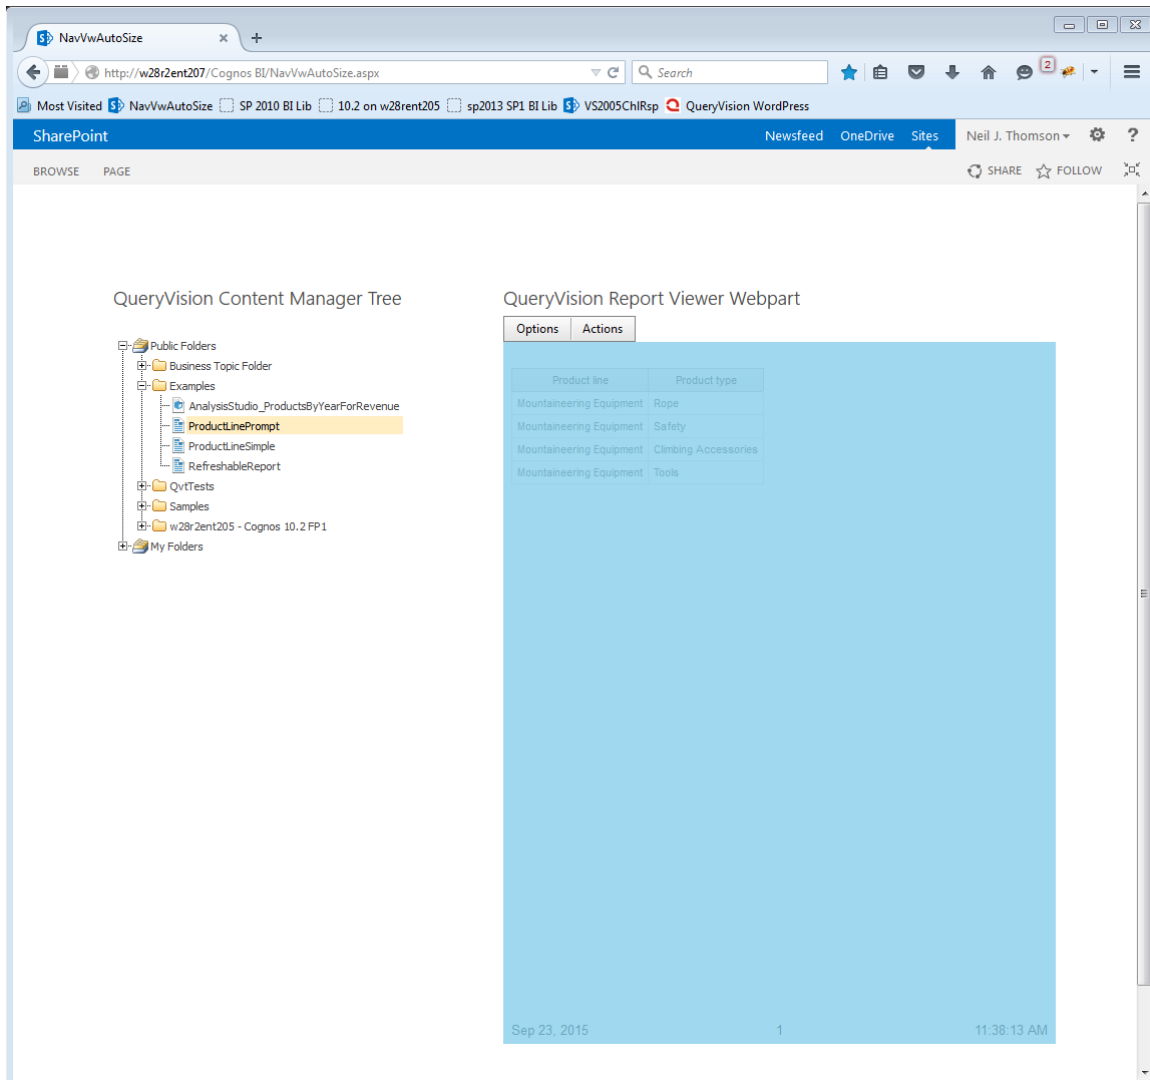 NavVwAutoSize
http://w28r2ent207/Cognos BI/NavVwAutoSize.aspx Search 2
Most Visited NavVwAutoSize SP 2010 BI Lib 10.2 on w28rent205 sp2013 SP1 BI Lib VS2005ChlRsp QueryVision WordPress
SharePoint Newsfeed OneDrive Sites Neil J. Thomson ?
BROWSE PAGE SHARE FOLLOW
QueryVision Content Manager Tree
Public Folders
Business Topic Folder
Examples
AnalysisStudio_ProductsByYearForRevenue
ProductLinePrompt
ProductLineSimple
RefreshableReport
QvtTests
Samples
w28r2ent205 - Cognos 10.2 FP1
My Folders
QueryVision Report Viewer Webpart
Options Actions
Product line Product type
Mountaineering Equipment Rope
Mountaineering Equipment Safety
Mountaineering Equipment Climbing Accessories
Mountaineering Equipment Tools
Sep 23, 2015 1 11:38:13 AM